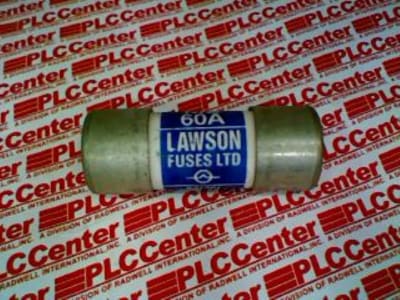 60A
LAWSON
FUSES LTD
PLCCenter
A DIVISION OF RADWELL INTERNATIONAL, INC.